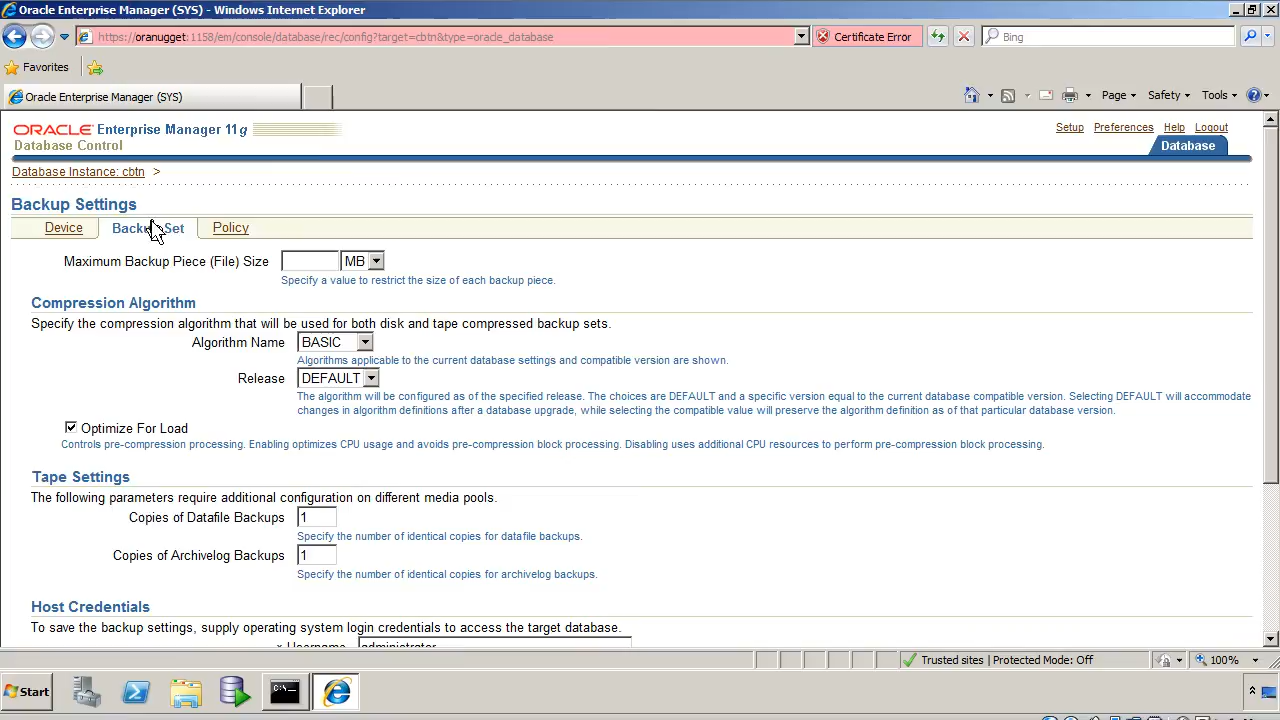 Oracle Enterprise Manager (SYS) - Windows Internet Explorer
https://oranugget:1158/em/console/database/rec/config?target=cbtn&type=oracle_database
Certificate Error
Bing
Favorites
Oracle Enterprise Manager (SYS)
Page
Safety
Tools
ORACLE Enterprise Manager 11g
Database Control
Setup Preferences Help Logout
Database
Database Instance: cbtn >
Backup Settings
Device
Backup Set
Policy
Maximum Backup Piece (File) Size
MB
Specify a value to restrict the size of each backup piece.
Compression Algorithm
Specify the compression algorithm that will be used for both disk and tape compressed backup sets.
Algorithm Name BASIC
Algorithms applicable to the current database settings and compatible version are shown.
Release DEFAULT
The algorithm will be configured as of the specified release. The choices are DEFAULT and a specific version equal to the current database compatible version. Selecting DEFAULT will accommodate
changes in algorithm definitions after a database upgrade, while selecting the compatible value will preserve the algorithm definition as of that particular database version.
Optimize For Load
Controls pre-compression processing. Enabling optimizes CPU usage and avoids pre-compression block processing. Disabling uses additional CPU resources to perform pre-compression block processing.
Tape Settings
The following parameters require additional configuration on different media pools.
Copies of Datafile Backups 1
Specify the number of identical copies for datafile backups.
Copies of Archivelog Backups 1
Specify the number of identical copies for archivelog backups.
Host Credentials
To save the backup settings, supply operating system login credentials to access the target database.
* Username administrator
Trusted sites | Protected Mode: Off
100%
Start